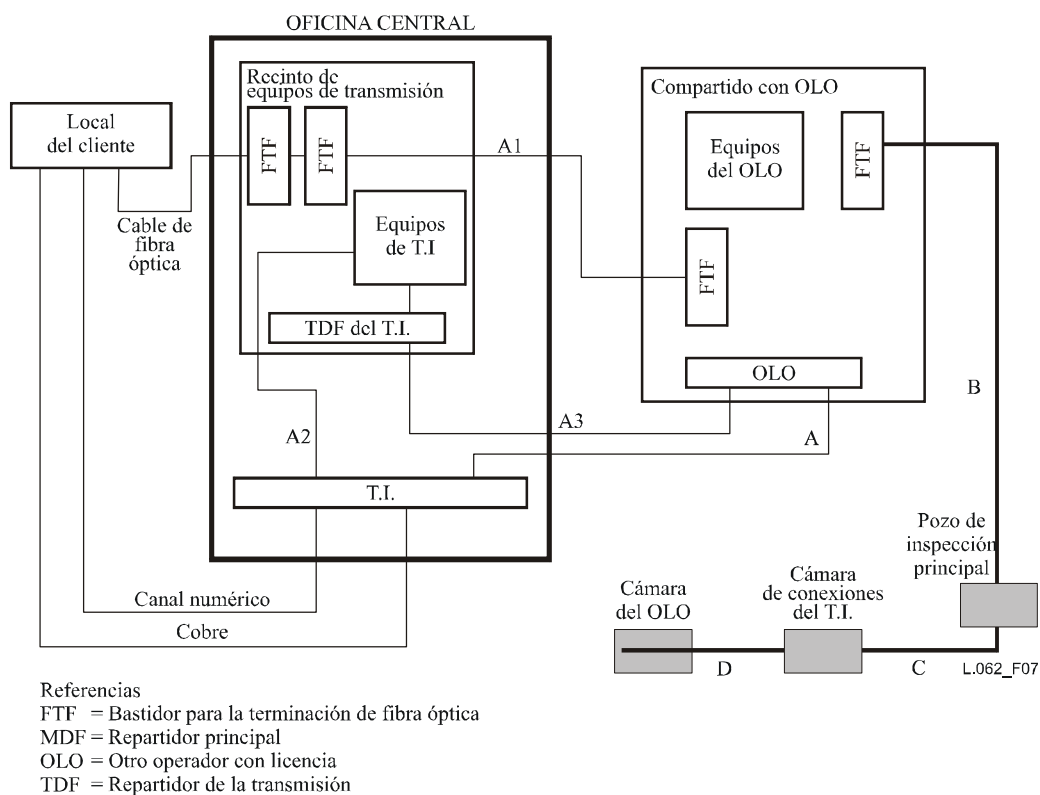 OFICINA CENTRAL
Recinto de
equipos de transmisión
Compartido con OLO
Local
del cliente
FTF
FTF
A1
Equipos
del OLO
FTF
Cable de
fibra
óptica
Equipos
de T.I
FTF
TDF del T.I.
OLO
B
A3
A
A2
T.I.
Pozo de
inspección
principal
Canal numérico
Cobre
Cámara
del OLO
Cámara
de conexiones
del T.I.
D
C
L.062_F07
Referencias
FTF = Bastidor para la terminación de fibra óptica
MDF = Repartidor principal
OLO = Otro operador con licencia
TDF = Repartidor de la transmisión